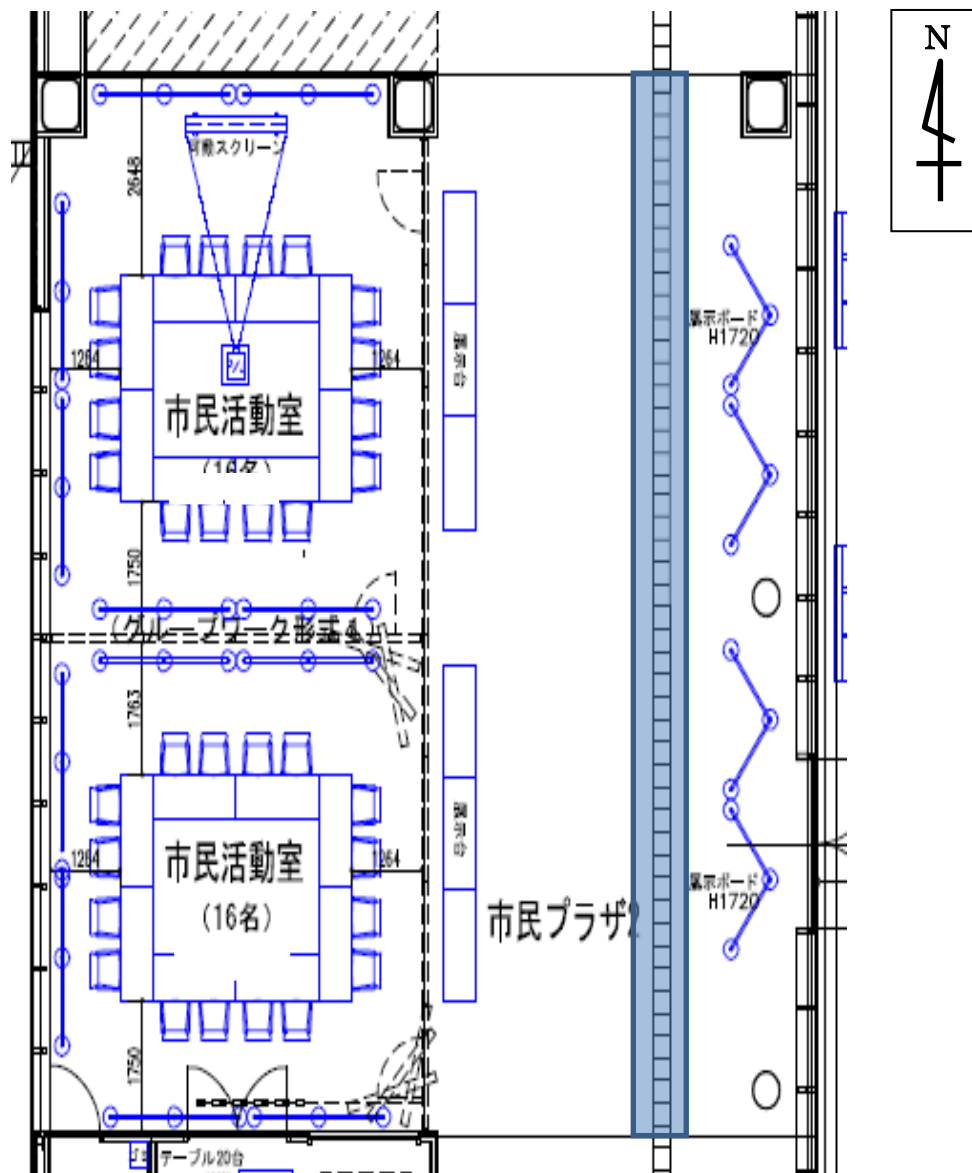 N
可動スクリーン
2648
展示台
展示ボード
H1720
1264
1264
市民活動室
(16名)
1750
(グループワーク形式
1763
展示台
市民活動室
1264
1264
(16名)
展示ボード
H1720
市民プラザ2
1750
テーブル20台